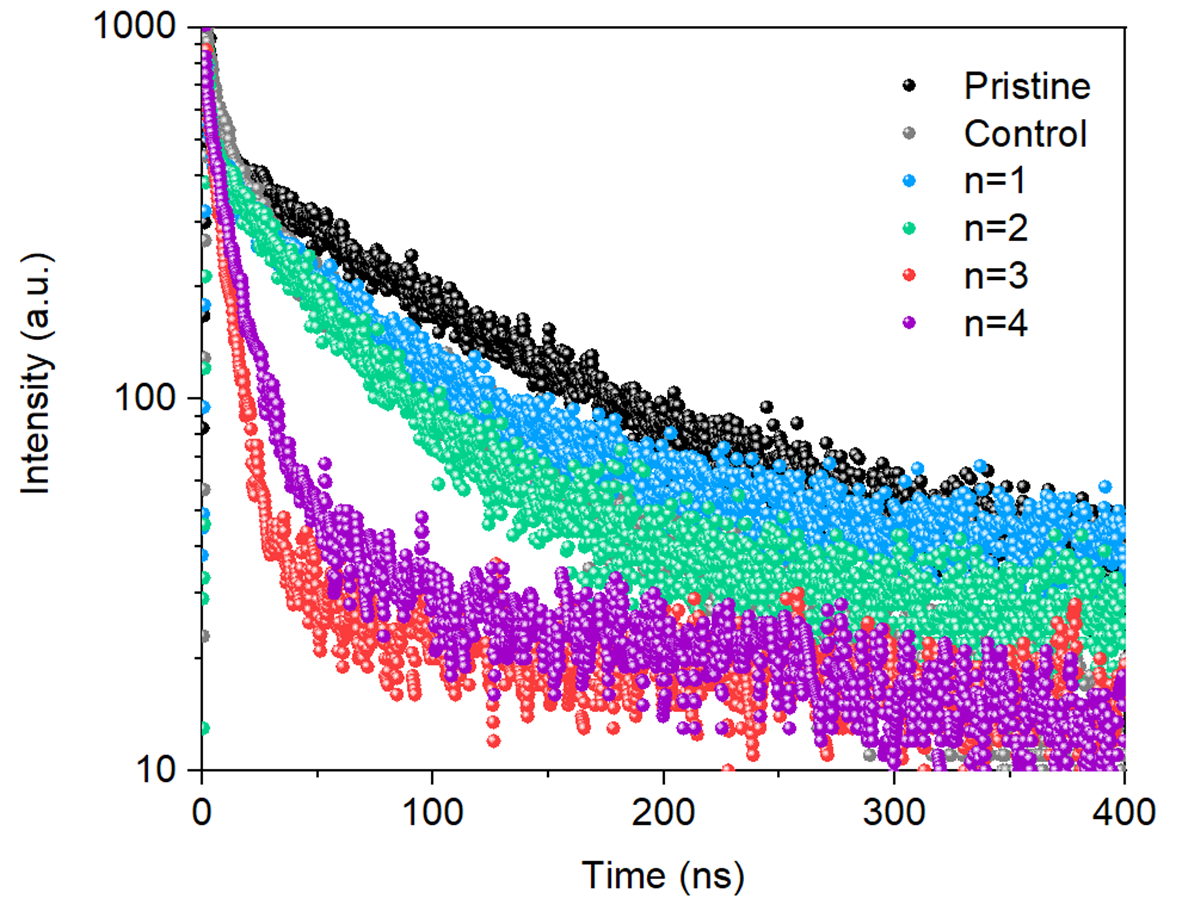 1000
100
10
0
100
200
300
400
Intensity (a.u.)
Time (ns)
Pristine
Control
n=1
n=2
n=3
n=4